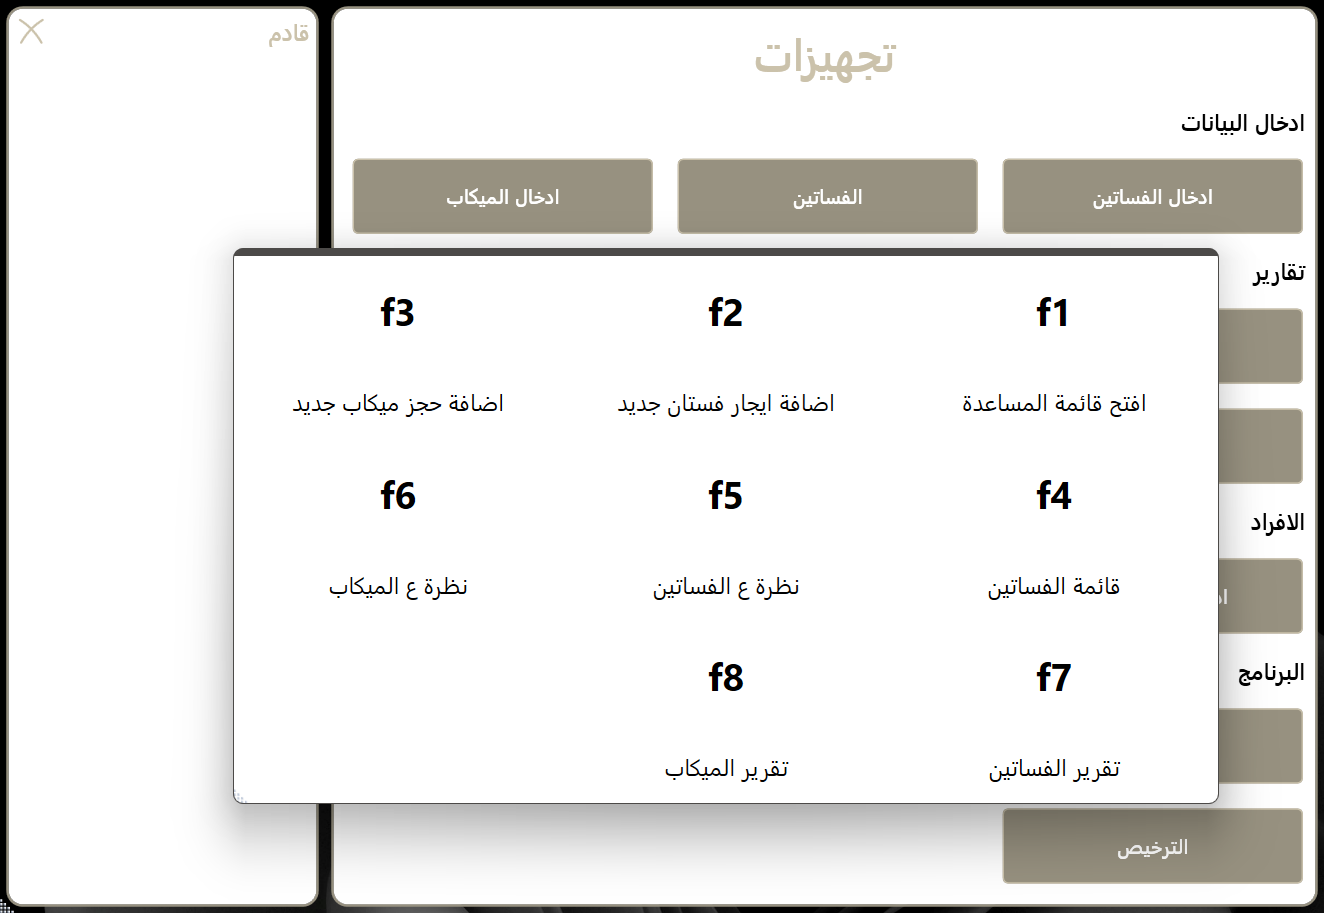 تجهيزات
ادخال البيانات
ادخال الفساتين
الفساتين
ادخال الميكاب
تقارير
الافراد
البرنامج
الترخيص
قادم
f1
f2
f3
افتح قائمة المساعدة
اضافة ايجار فستان جديد
اضافة حجز ميكاب جديد
f4
f5
f6
قائمة الفساتين
نظرة ع الفساتين
نظرة ع الميكاب
f7
f8
تقرير الفساتين
تقرير الميكاب